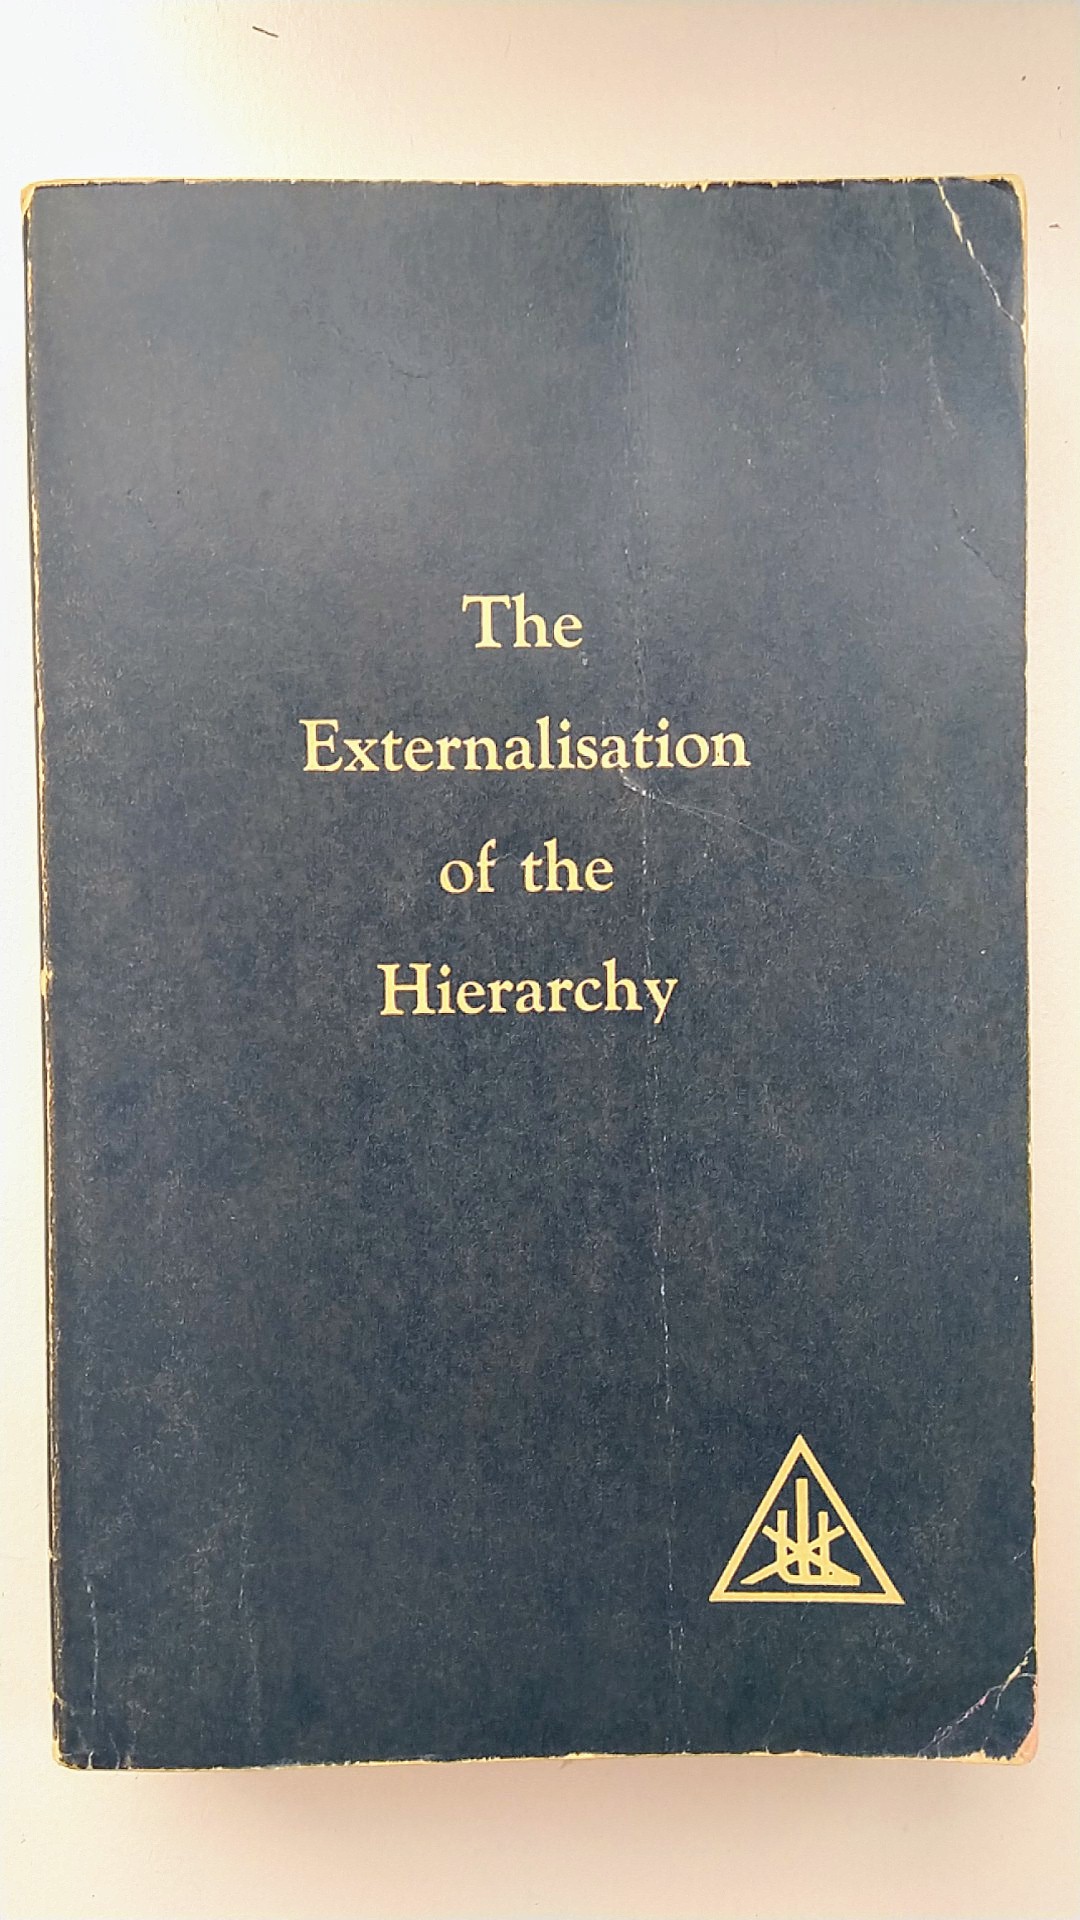 The
Externalisation
of the
Hierarchy